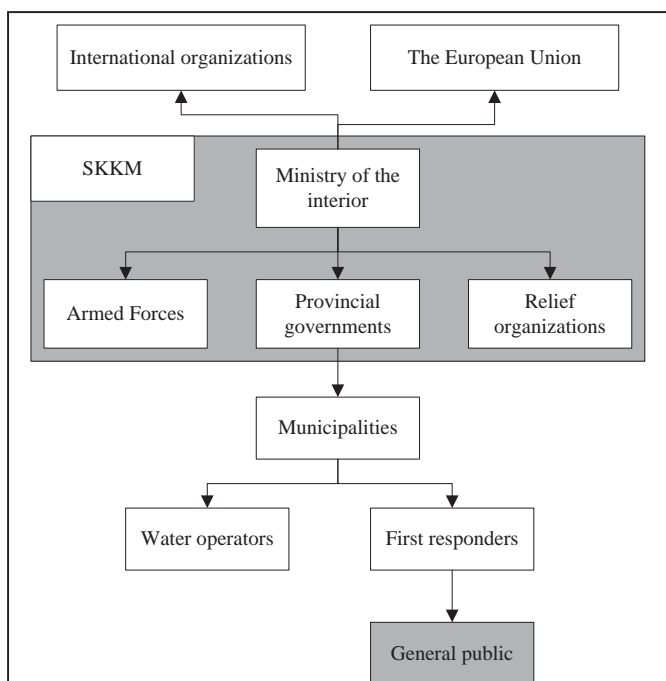 International organizations
The European Union
SKKM
Ministry of the
interior
Armed Forces
Provincial
governments
Relief
organizations
Municipalities
Water operators
First responders
General public